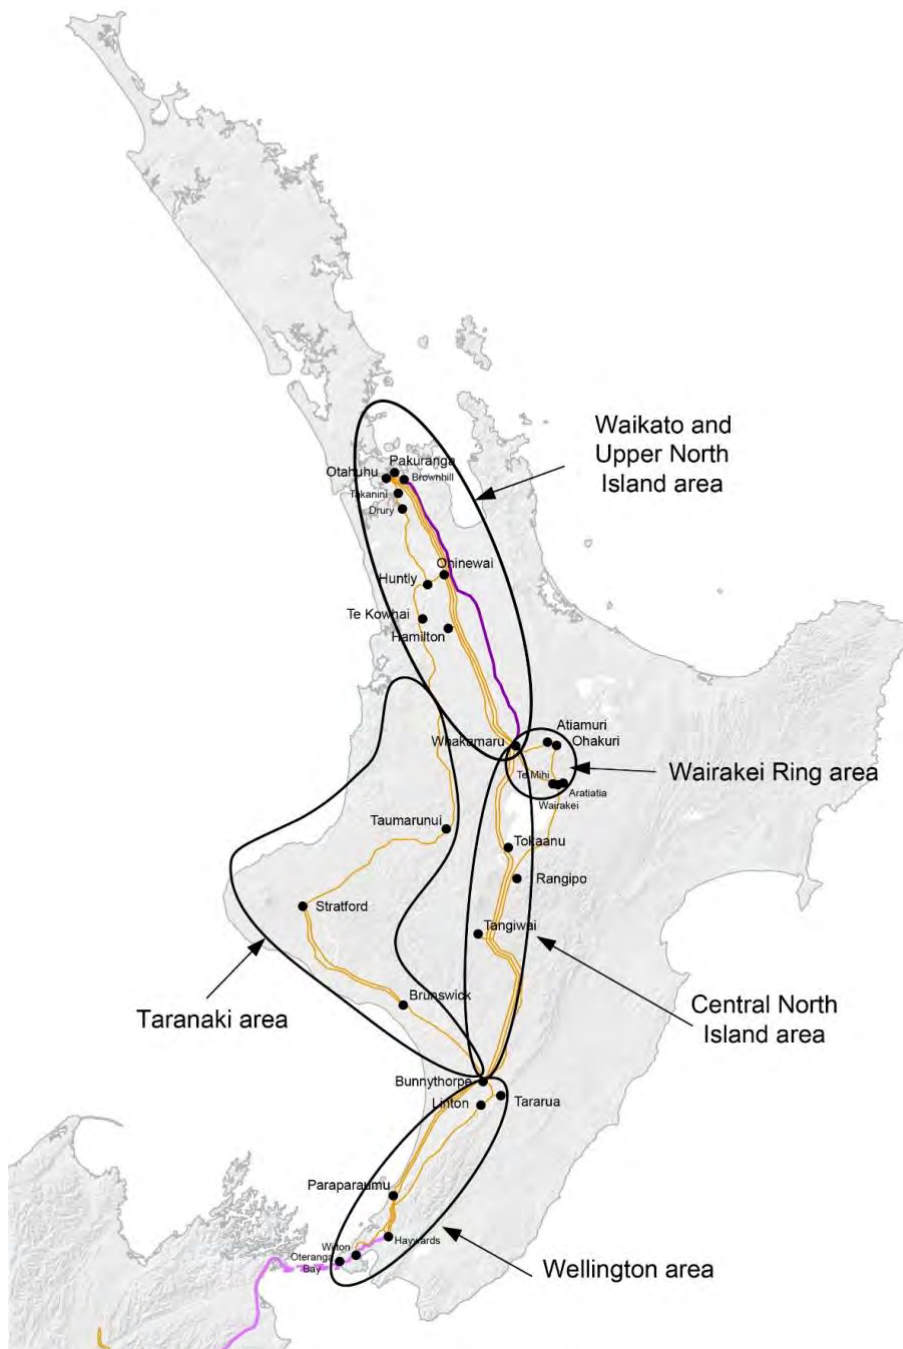 Waikato and
Upper North
Island area
Pakuranga
Otahuhu
Brownhill
Takanini
Drury
Ohinewai
Huntly
Te Kowhai
Hamilton
Atiamuri
Whakamaru
Ohakuri
Te Mihi
Wairakei Ring area
Aratiatia
Wairakei
Taumarunui
Tokaanu
Rangipo
Stratford
Tangiwai
Brunswick
Central North
Island area
Taranaki area
Bunnythorpe
Linton
Tararua
Paraparaumu
Haywards
Wilton
Oteranga
Bay
Wellington area